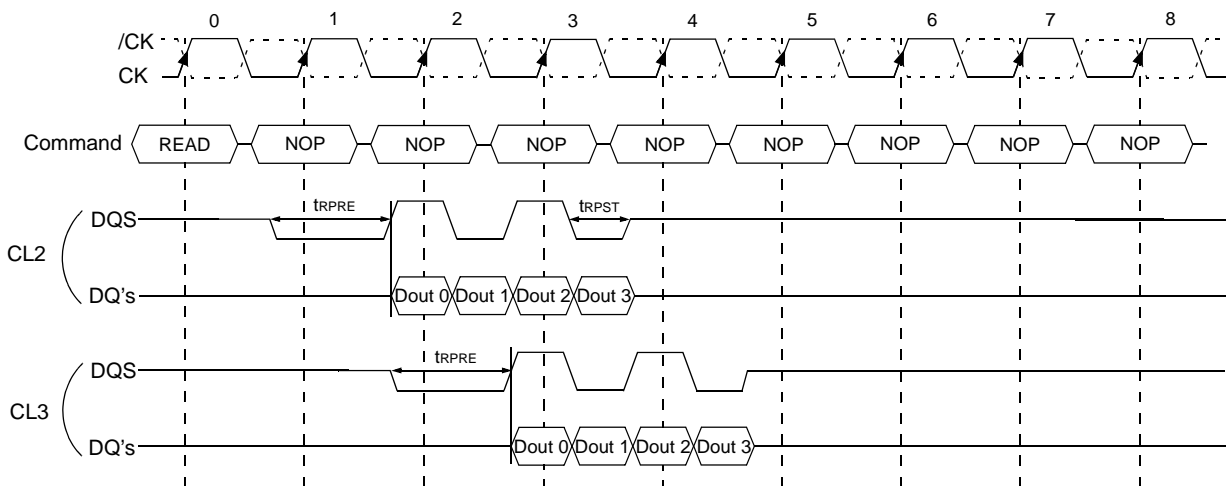 0 1 2 3 4 5 6 7 8
/CK
CK
Command READ NOP NOP NOP NOP NOP NOP NOP NOP
tRPRE tRPST
DQS
CL2
DQ's Dout 0 Dout 1 Dout 2 Dout 3
tRPRE
DQS
CL3
DQ's Dout 0 Dout 1 Dout 2 Dout 3